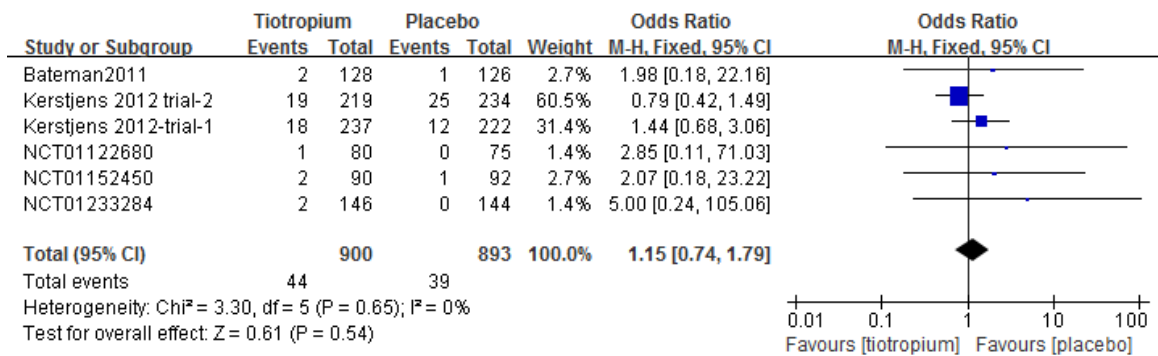 Tiotropium Placebo Odds Ratio Odds Ratio
Study or Subgroup Events Total Events Total Weight M-H, Fixed, 95% CI M-H, Fixed, 95% CI
Bateman2011 2 128 1 126 2.7% 1.98 [0.18, 22.16]
Kerstjens 2012 trial-2 19 219 25 234 60.5% 0.79 [0.42, 1.49]
Kerstjens 2012-trial-1 18 237 12 222 31.4% 1.44 [0.68, 3.06]
NCT01122680 1 80 0 75 1.4% 2.85 [0.11, 71.03]
NCT01152450 2 90 1 92 2.7% 2.07 [0.18, 23.22]
NCT01233284 2 146 0 144 1.4% 5.00 [0.24, 105.06]
Total (95% CI) 900 893 100.0% 1.15 [0.74, 1.79]
Total events 44 39
Heterogeneity: Chi² = 3.30, df = 5 (P = 0.65); I² = 0%
Test for overall effect: Z = 0.61 (P = 0.54)
0.01 0.1 1 10 100
Favours [tiotropium] Favours [placebo]